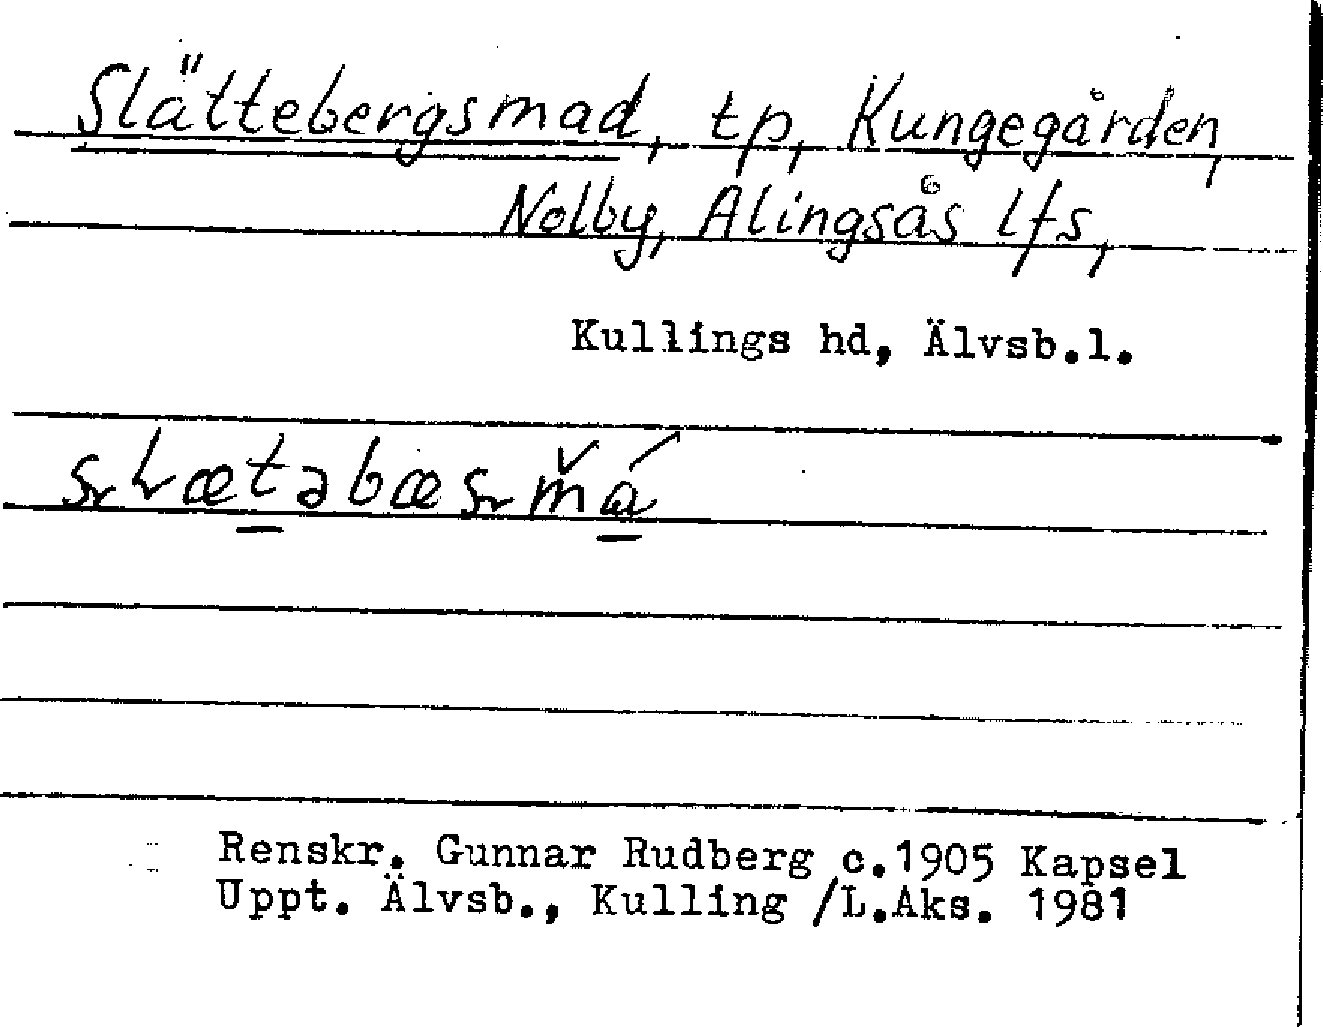 Slättebergsmad, tp, Kungegården,
Nolby, Alingsås lfs,
Kullings hd, Älvsb.l.
Renskr. Gunnar Rudberg c.1905 Kapsel
Uppt. Älvsb., Kulling /L.Aks. 1981